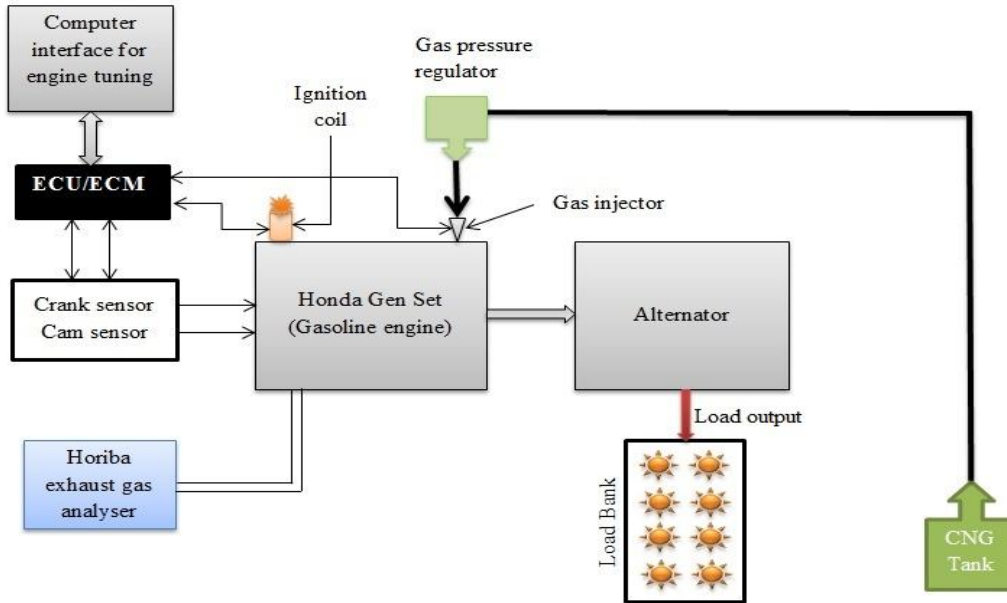 Computer
interface for
engine tuning
Gas pressure
regulator
Ignition
coil
ECU/ECM
Gas injector
Crank sensor
Cam sensor
Honda Gen Set
(Gasoline engine)
Alternator
Load output
Horiba
exhaust gas
analyser
Load Bank
CNG
Tank